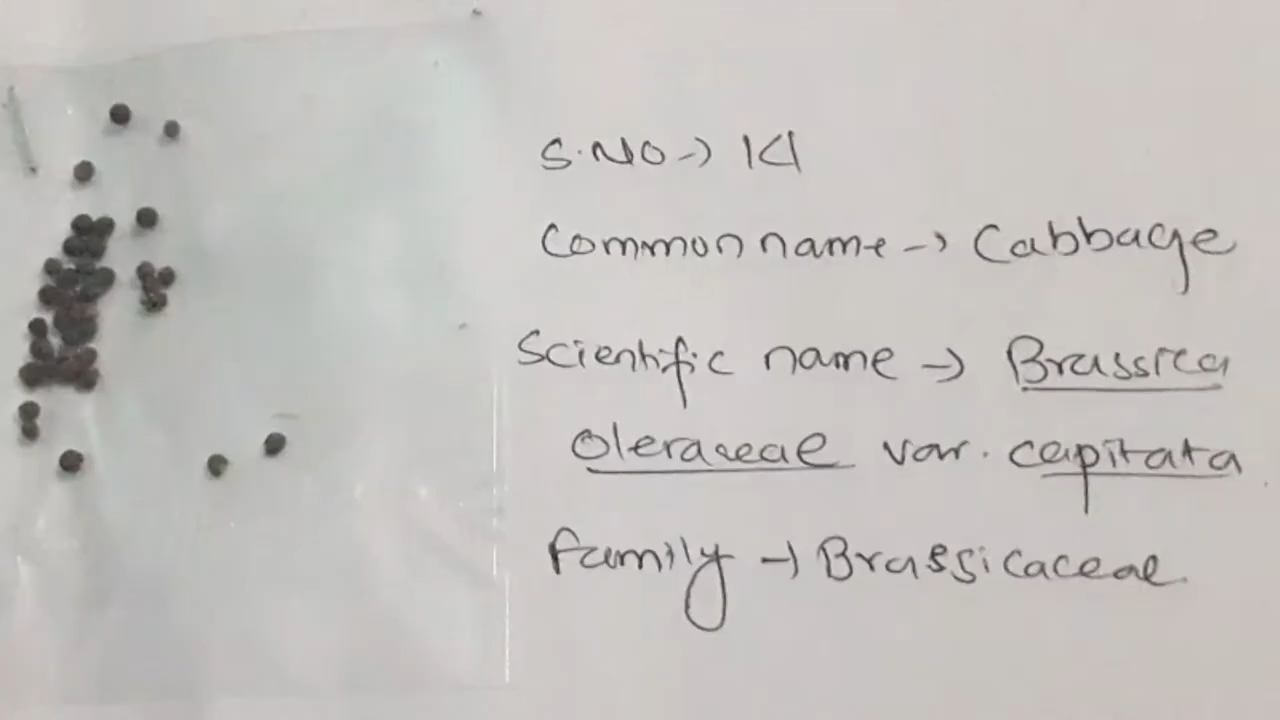 S.No → K1
Common name → Cabbage
Scientific name → Brassica
Oleraceae var. capitata
family → Brassicaceae